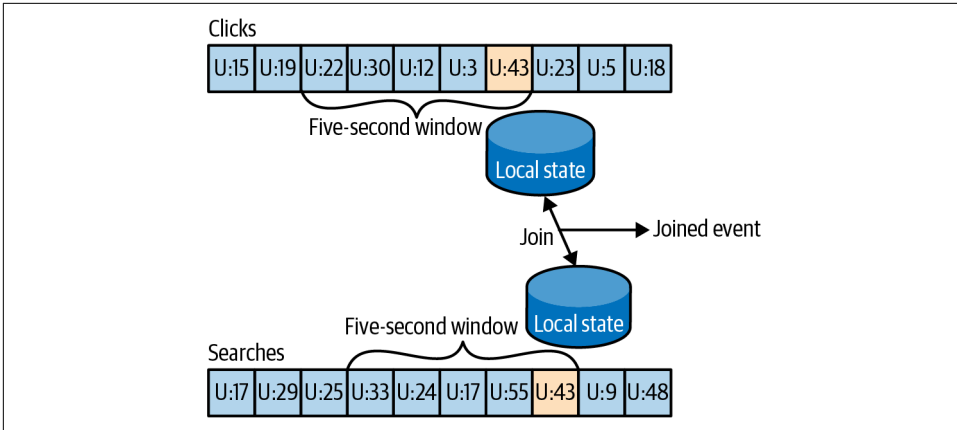 Clicks
U:15 U:19 U:22 U:30 U:12 U:3 U:43 U:23 U:5 U:18
Five-second window
Local state
Join
Joined event
Five-second window
Local state
Searches
U:17 U:29 U:25 U:33 U:24 U:17 U:55 U:43 U:9 U:48